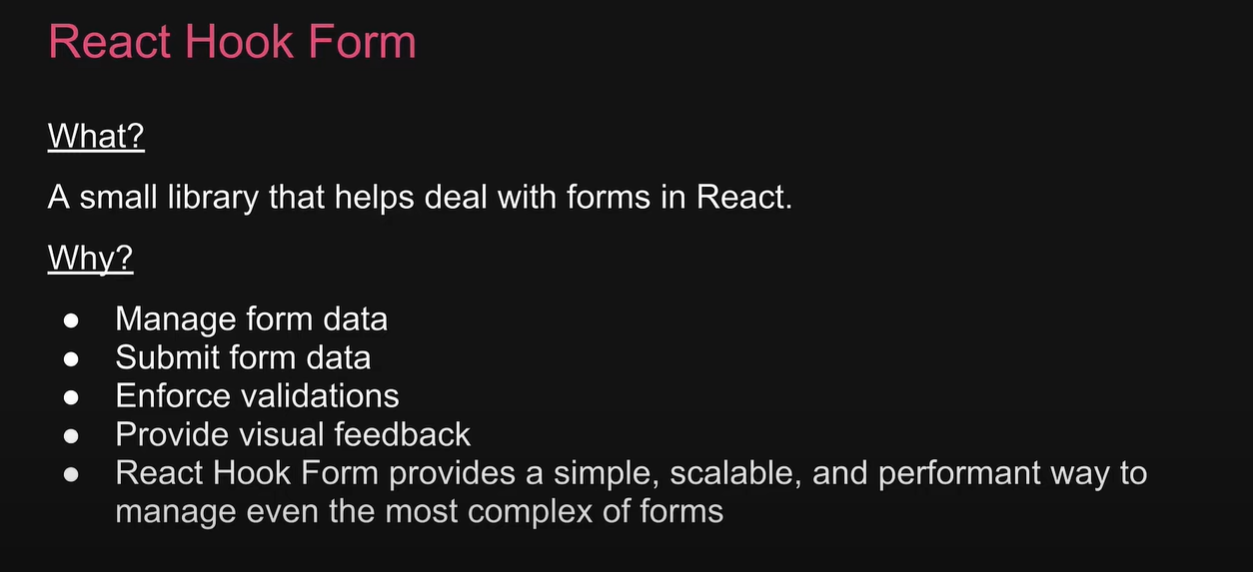 React Hook Form
What?
A small library that helps deal with forms in React.
Why?
● Manage form data
● Submit form data
● Enforce validations
● Provide visual feedback
● React Hook Form provides a simple, scalable, and performant way to
manage even the most complex of forms